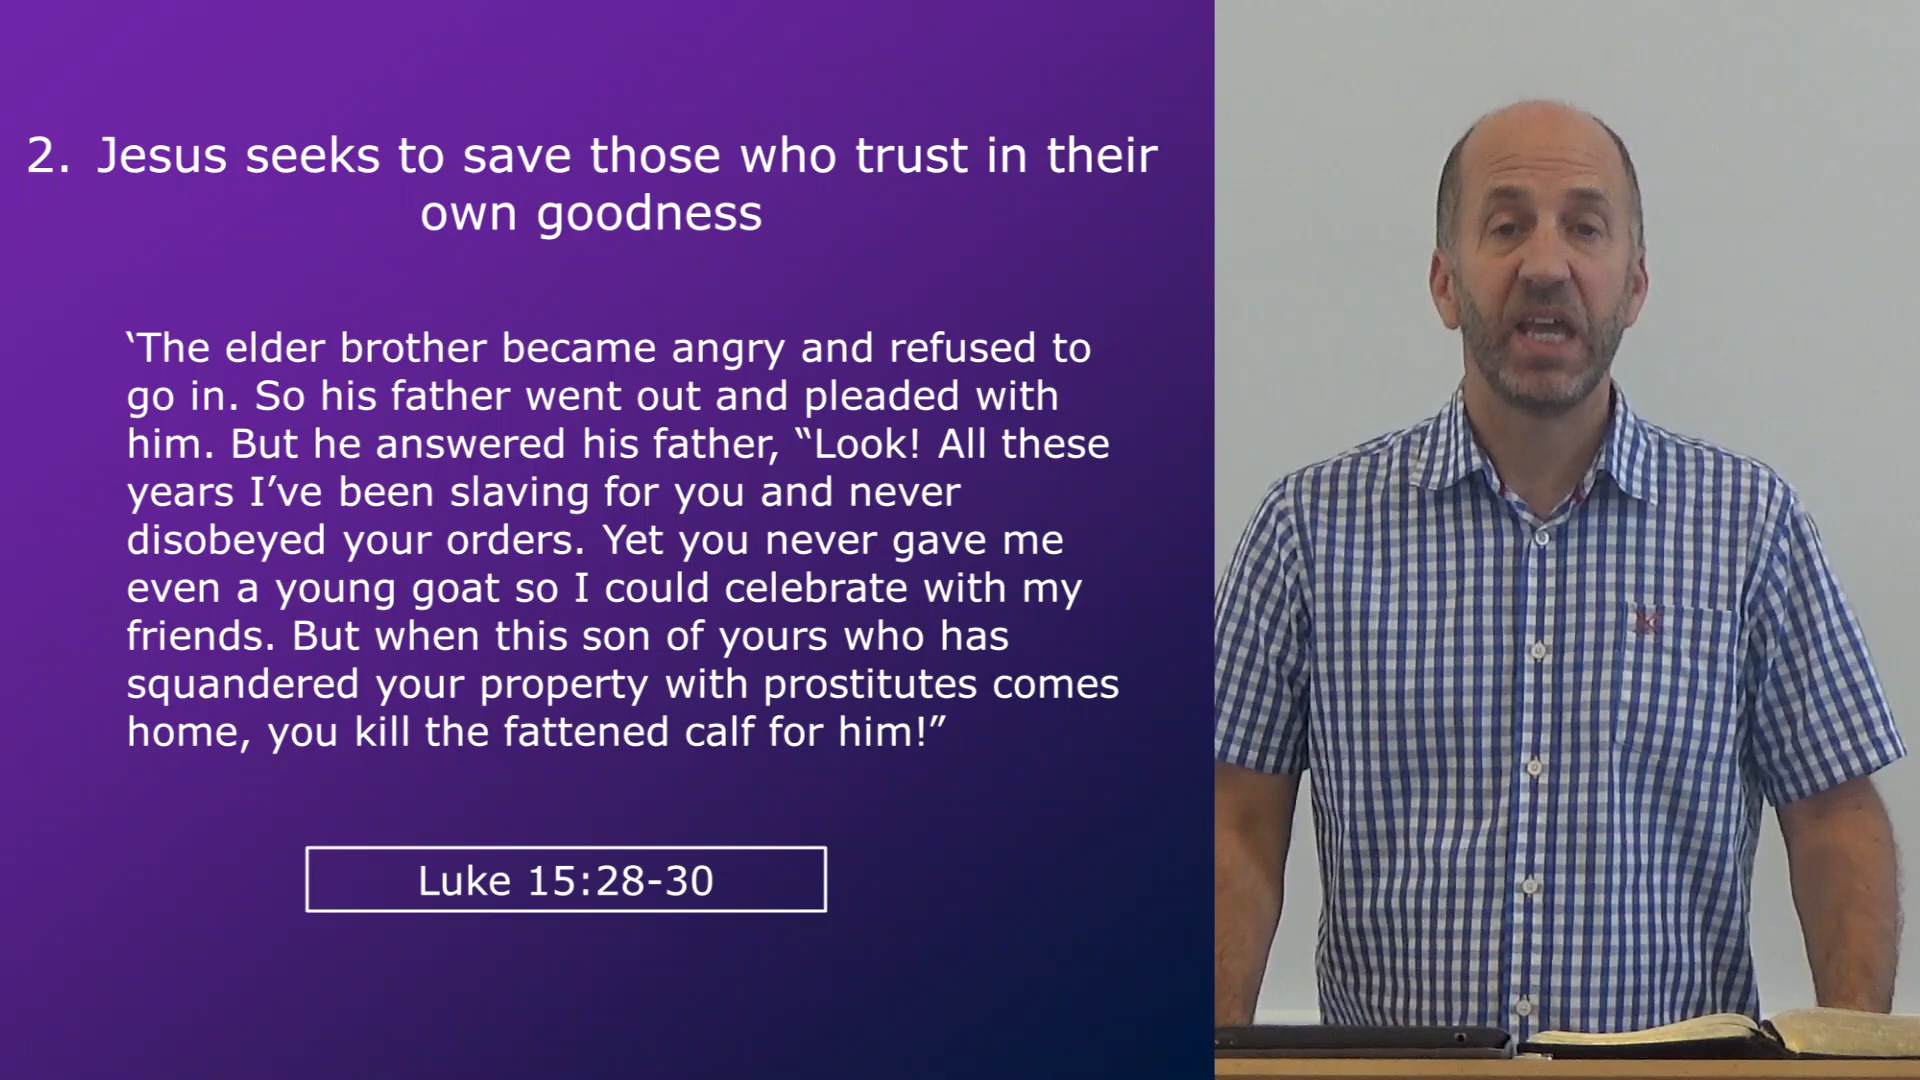 2. Jesus seeks to save those who trust in their
own goodness
‘The elder brother became angry and refused to
go in. So his father went out and pleaded with
him. But he answered his father, “Look! All these
years I’ve been slaving for you and never
disobeyed your orders. Yet you never gave me
even a young goat so I could celebrate with my
friends. But when this son of yours who has
squandered your property with prostitutes comes
home, you kill the fattened calf for him!”
Luke 15:28-30